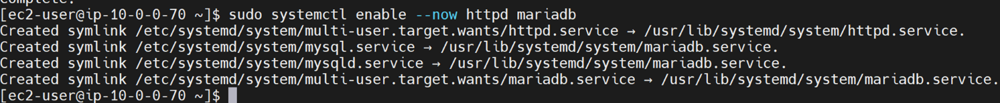 Complete.
[ec2-user@ip-10-0-0-70 ~]$ sudo systemctl enable --now httpd mariadb
Created symlink /etc/systemd/system/multi-user.target.wants/httpd.service → /usr/lib/systemd/system/httpd.service.
Created symlink /etc/systemd/system/mysql.service → /usr/lib/systemd/system/mariadb.service.
Created symlink /etc/systemd/system/mysqld.service → /usr/lib/systemd/system/mariadb.service.
Created symlink /etc/systemd/system/multi-user.target.wants/mariadb.service → /usr/lib/systemd/system/mariadb.service.
[ec2-user@ip-10-0-0-70 ~]$